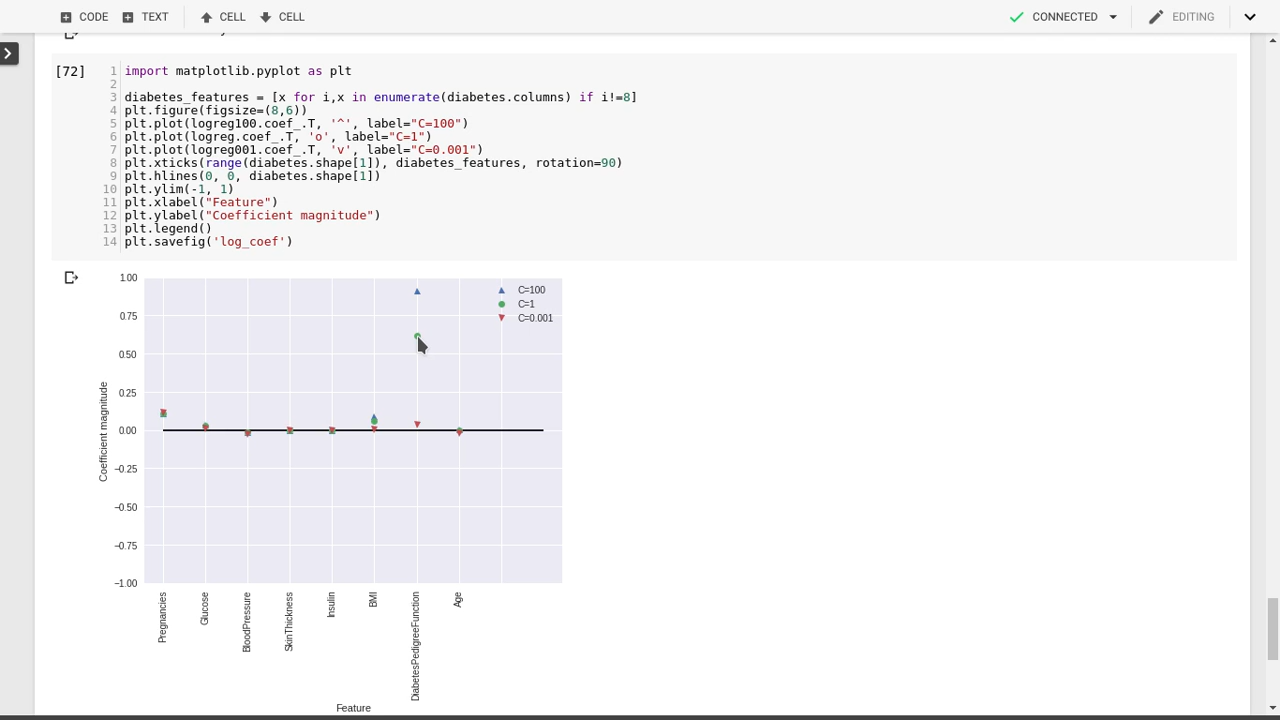 CODE TEXT CELL CELL CONNECTED EDITING
[72]
1 import matplotlib.pyplot as plt
2
3 diabetes_features = [x for i,x in enumerate(diabetes.columns) if i!=8]
4 plt.figure(figsize=(8,6))
5 plt.plot(logreg100.coef_.T, '^', label="C=100")
6 plt.plot(logreg.coef_.T, 'o', label="C=1")
7 plt.plot(logreg001.coef_.T, 'v', label="C=0.001")
8 plt.xticks(range(diabetes.shape[1]), diabetes_features, rotation=90)
9 plt.hlines(0, 0, diabetes.shape[1])
10 plt.ylim(-1, 1)
11 plt.xlabel("Feature")
12 plt.ylabel("Coefficient magnitude")
13 plt.legend()
14 plt.savefig('log_coef')
1.00
0.75
0.50
0.25
0.00
−0.25
−0.50
−0.75
−1.00
Coefficient magnitude
C=100
C=1
C=0.001
Pregnancies
Glucose
BloodPressure
SkinThickness
Insulin
BMI
DiabetesPedigreeFunction
Age
Feature